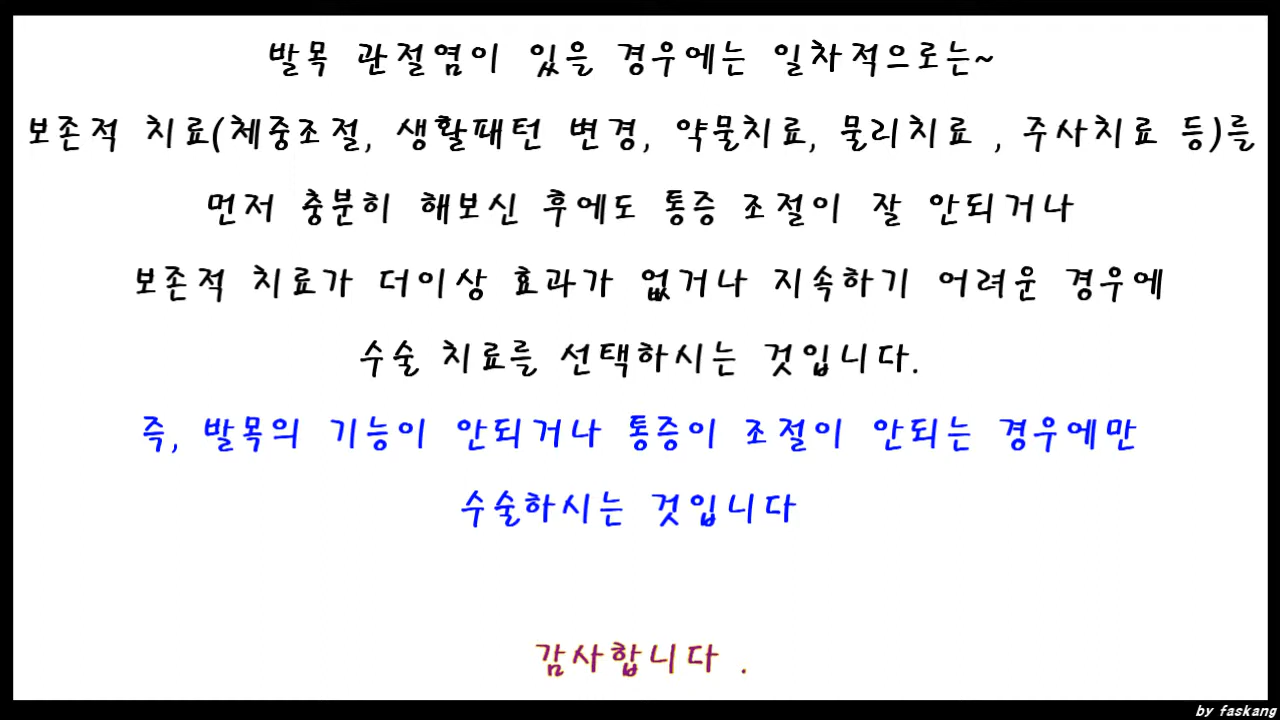 발목 관절염이 있을 경우에는 일차적으로는~
보존적 치료(체중조절, 생활패턴 변경, 약물치료, 물리치료 , 주사치료 등)를
먼저 충분히 해보신 후에도 통증 조절이 잘 안되거나
보존적 치료가 더이상 효과가 없거나 지속하기 어려운 경우에
수술 치료를 선택하시는 것입니다.
즉, 발목의 기능이 안되거나 통증이 조절이 안되는 경우에만
수술하시는 것입니다
감사합니다 .
by faskang